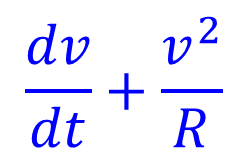 dv/dt + v²/R